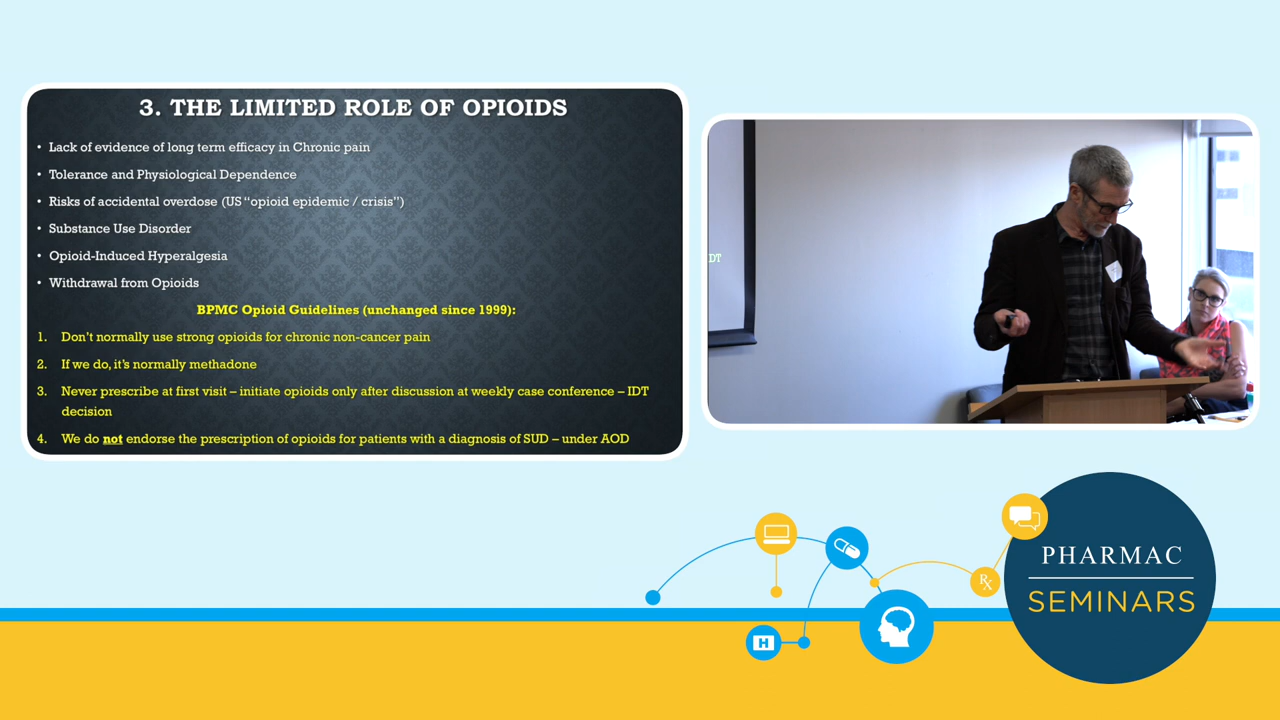 3. THE LIMITED ROLE OF OPIOIDS
• Lack of evidence of long term efficacy in Chronic pain
• Tolerance and Physiological Dependence
• Risks of accidental overdose (US “opioid epidemic / crisis”)
• Substance Use Disorder
• Opioid-Induced Hyperalgesia
• Withdrawal from Opioids
BPMC Opioid Guidelines (unchanged since 1999):
1. Don’t normally use strong opioids for chronic non-cancer pain
2. If we do, it’s normally methadone
3. Never prescribe at first visit – initiate opioids only after discussion at weekly case conference – IDT
decision
4. We do not endorse the prescription of opioids for patients with a diagnosis of SUD – under AOD
IDT
H
Rx
PHARMAC
SEMINARS